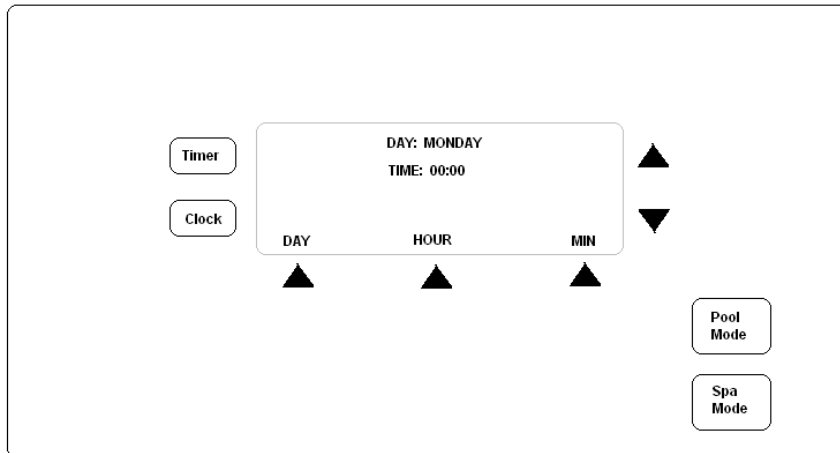 Timer
Clock
DAY: MONDAY
TIME: 00:00
DAY HOUR MIN
Pool
Mode
Spa
Mode